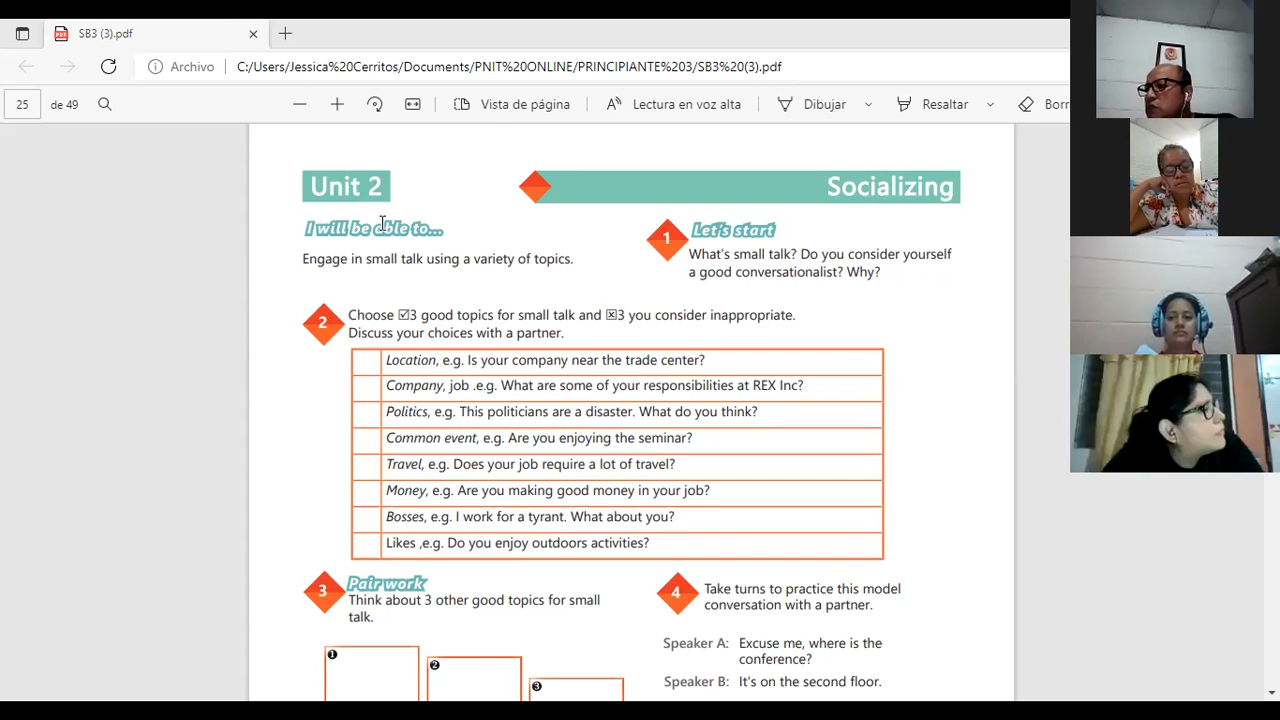 SB3 (3).pdf
Archivo
C:/Users/Jessica%20Cerritos/Documents/PNIT%20ONLINE/PRINCIPIANTE%203/SB3%20(3).pdf
25 de 49
Vista de página
Lectura en voz alta
Dibujar
Resaltar
Borr
Unit 2
Socializing
I will be able to...
Engage in small talk using a variety of topics.
1
Let's start
What's small talk? Do you consider yourself
a good conversationalist? Why?
2
Choose ☑3 good topics for small talk and ☒3 you consider inappropriate.
Discuss your choices with a partner.
Location, e.g. Is your company near the trade center?
Company, job .e.g. What are some of your responsibilities at REX Inc?
Politics, e.g. This politicians are a disaster. What do you think?
Common event, e.g. Are you enjoying the seminar?
Travel, e.g. Does your job require a lot of travel?
Money, e.g. Are you making good money in your job?
Bosses, e.g. I work for a tyrant. What about you?
Likes ,e.g. Do you enjoy outdoors activities?
3
Pair work
Think about 3 other good topics for small
talk.
❶
❷
❸
4
Take turns to practice this model
conversation with a partner.
Speaker A: Excuse me, where is the
conference?
Speaker B: It's on the second floor.